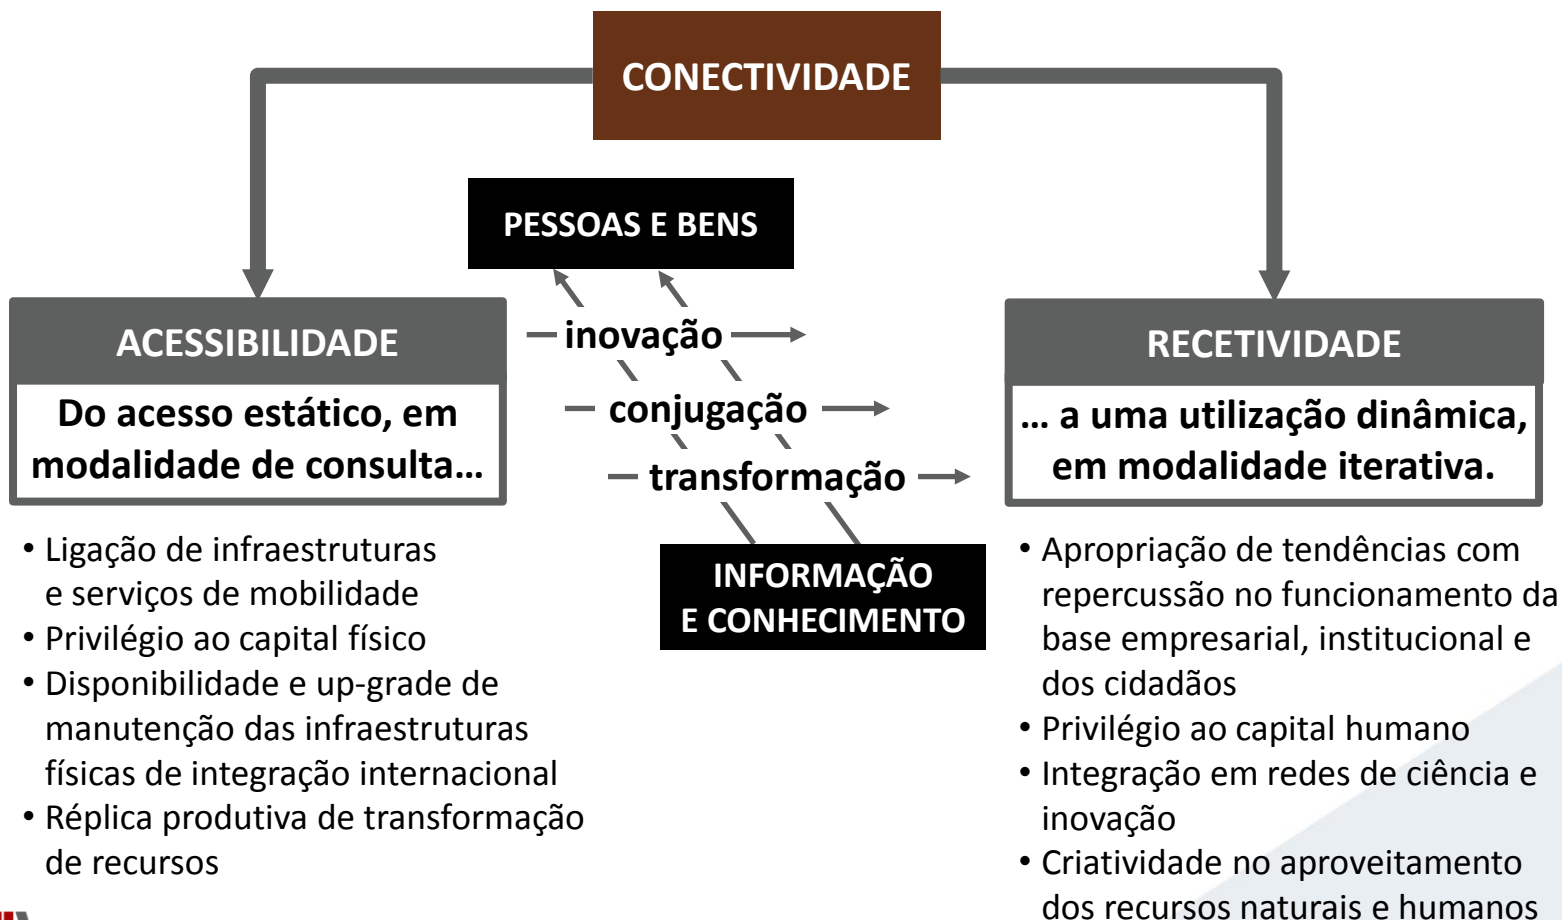 CONECTIVIDADE
PESSOAS E BENS
ACESSIBILIDADE
Do acesso estático, em
modalidade de consulta...
inovação
conjugação
transformação
INFORMAÇÃO
E CONHECIMENTO
RECETIVIDADE
... a uma utilização dinâmica,
em modalidade iterativa.
• Ligação de infraestruturas
e serviços de mobilidade
• Privilégio ao capital físico
• Disponibilidade e up-grade de
manutenção das infraestruturas
físicas de integração internacional
• Réplica produtiva de transformação
de recursos
• Apropriação de tendências com
repercussão no funcionamento da
base empresarial, institucional e
dos cidadãos
• Privilégio ao capital humano
• Integração em redes de ciência e
inovação
• Criatividade no aproveitamento
dos recursos naturais e humanos